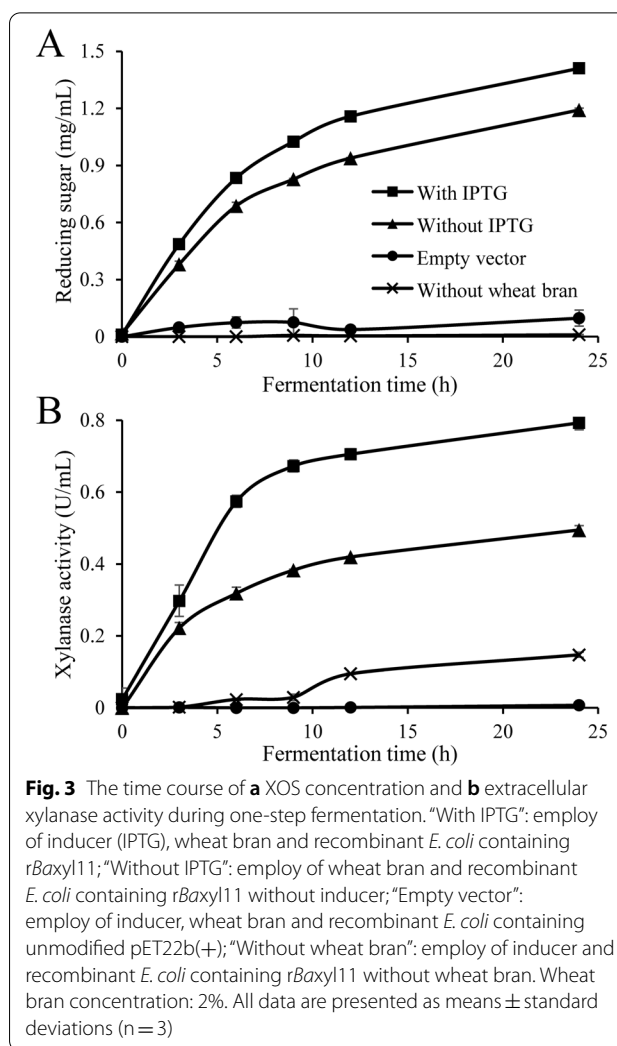 A
1.5
1.2
0.9
0.6
0.3
0
Reducing sugar (mg/mL)
With IPTG
Without IPTG
Empty vector
Without wheat bran
0 5 10 15 20 25
Fermentation time (h)
B
0.8
0.6
0.4
0.2
0
Xylanase activity (U/mL)
0 5 10 15 20 25
Fermentation time (h)
Fig. 3 The time course of a XOS concentration and b extracellular
xylanase activity during one-step fermentation. “With IPTG”: employ
of inducer (IPTG), wheat bran and recombinant E. coli containing
rBaxyl11; “Without IPTG”: employ of wheat bran and recombinant
E. coli containing rBaxyl11 without inducer; “Empty vector”:
employ of inducer, wheat bran and recombinant E. coli containing
unmodified pET22b(+); “Without wheat bran”: employ of inducer and
recombinant E. coli containing rBaxyl11 without wheat bran. Wheat
bran concentration: 2%. All data are presented as means ± standard
deviations (n = 3)